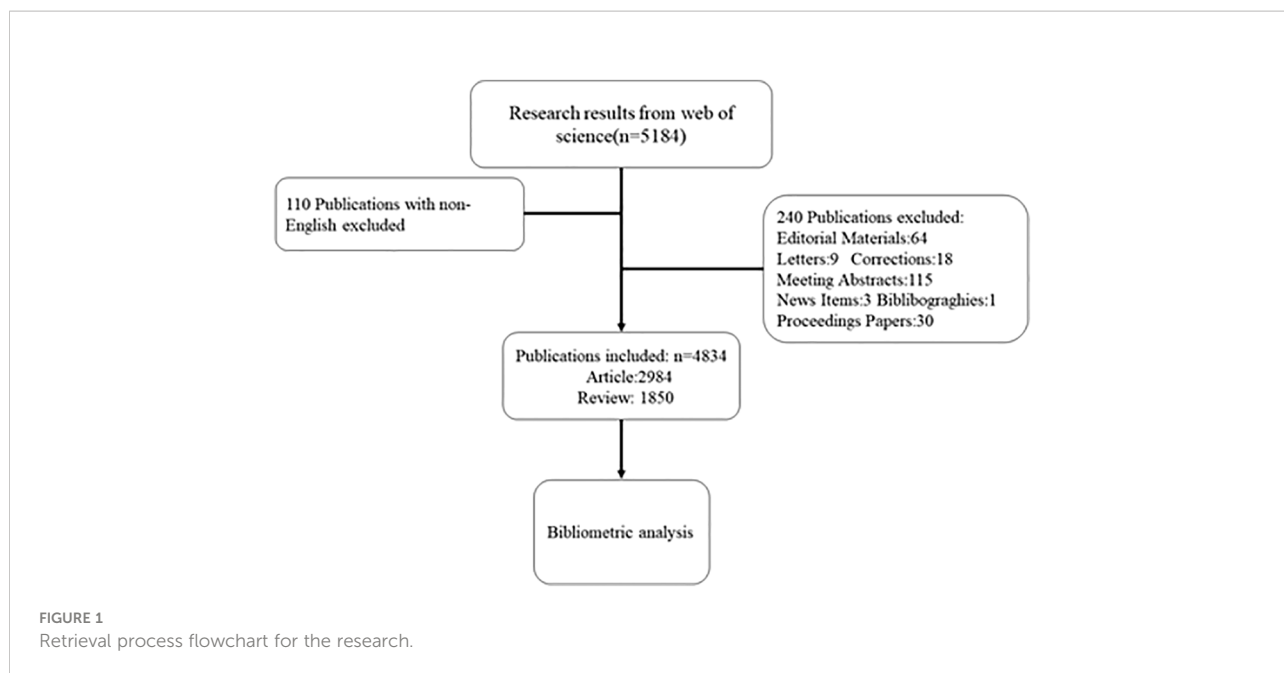 Research results from web of
science(n=5184)
110 Publications with non-
English excluded
240 Publications excluded:
Editorial Materials:64
Letters:9 Corrections:18
Meeting Abstracts:115
News Items:3 Biblibograghies:1
Proceedings Papers:30
Publications included: n=4834
Article:2984
Review: 1850
Bibliometric analysis
FIGURE 1
Retrieval process flowchart for the research.